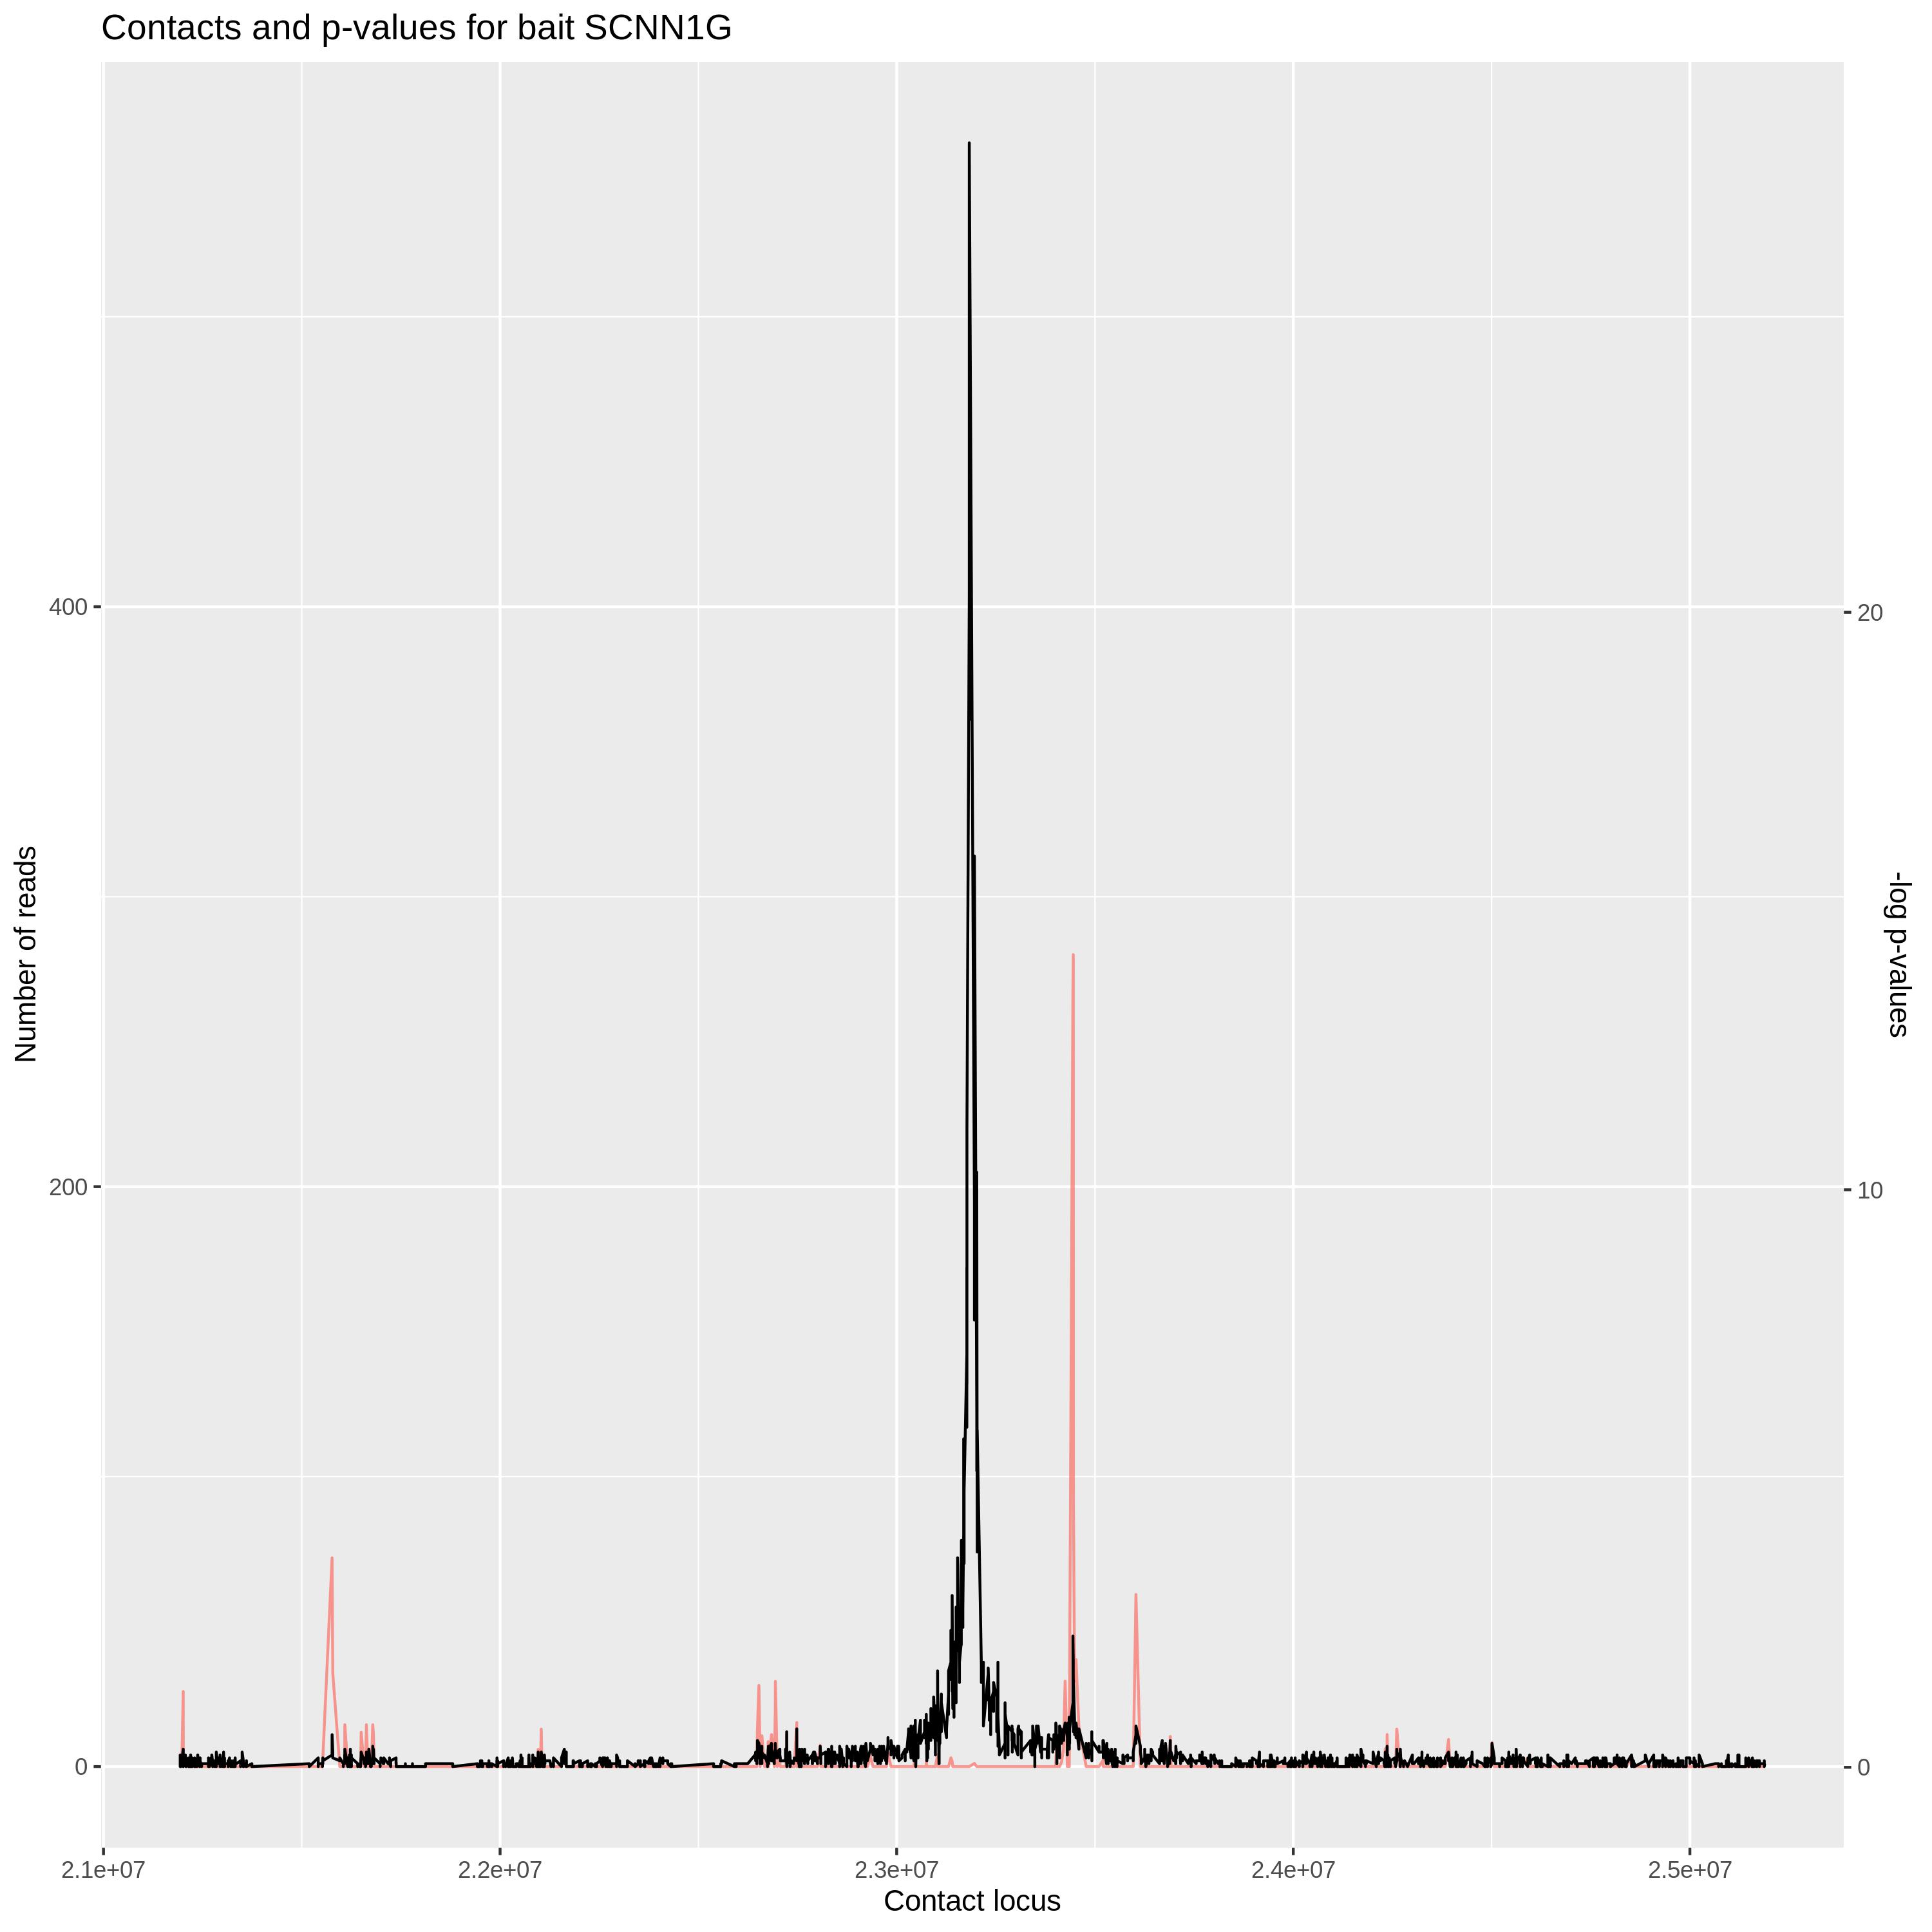 Contacts and p-values for bait SCNN1G
400
200
0
Number of reads
20
10
0
-log p-values
2.1e+07 2.2e+07 2.3e+07 2.4e+07 2.5e+07
Contact locus